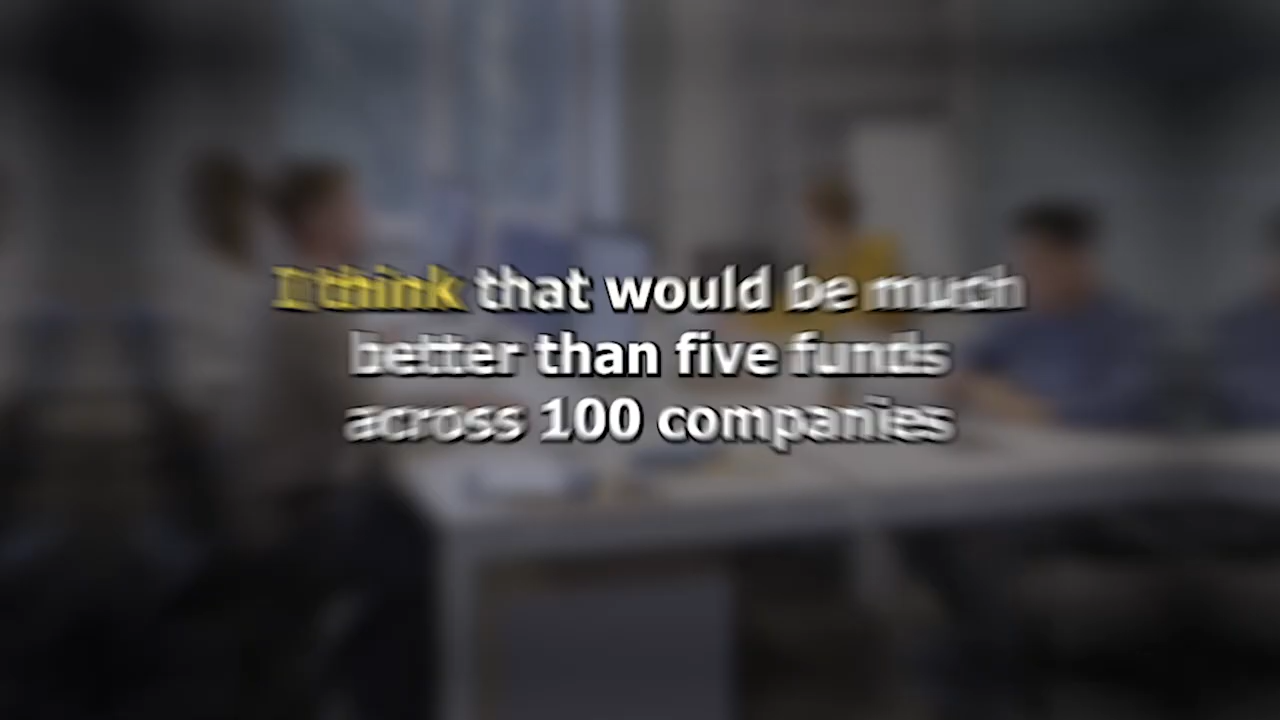 I think that would be much
better than five funds
across 100 companies